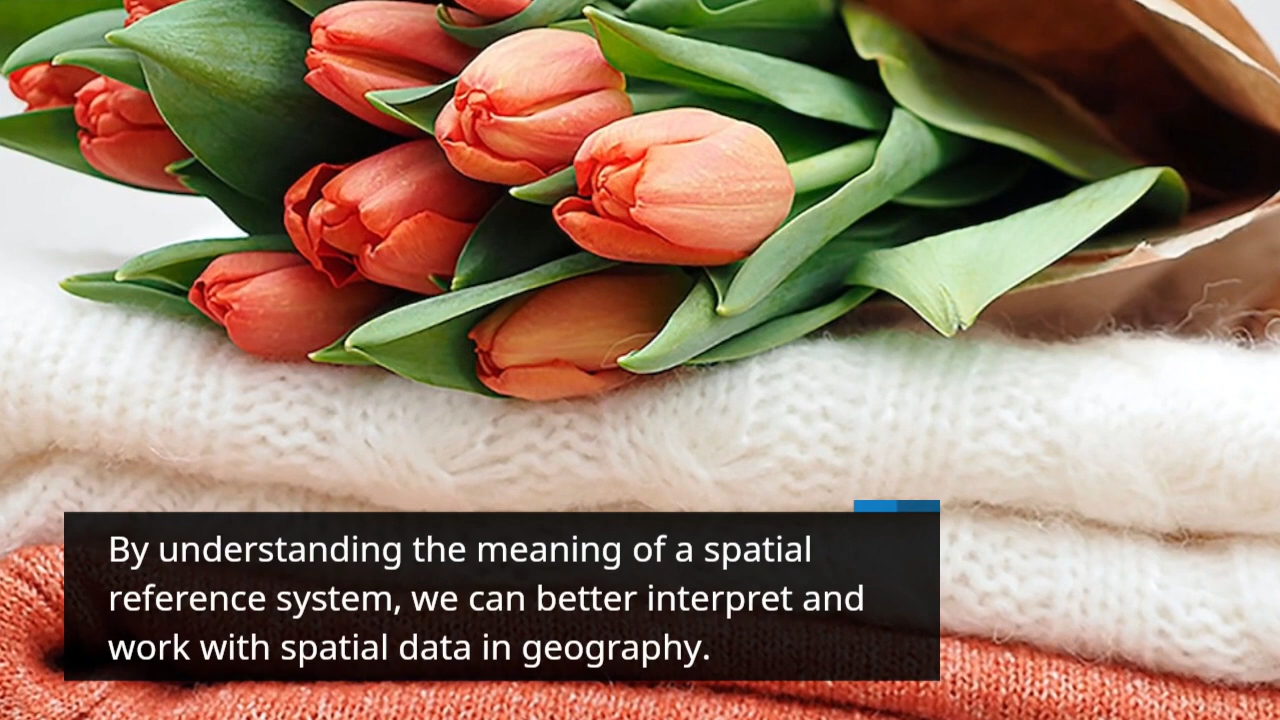 By understanding the meaning of a spatial
reference system, we can better interpret and
work with spatial data in geography.